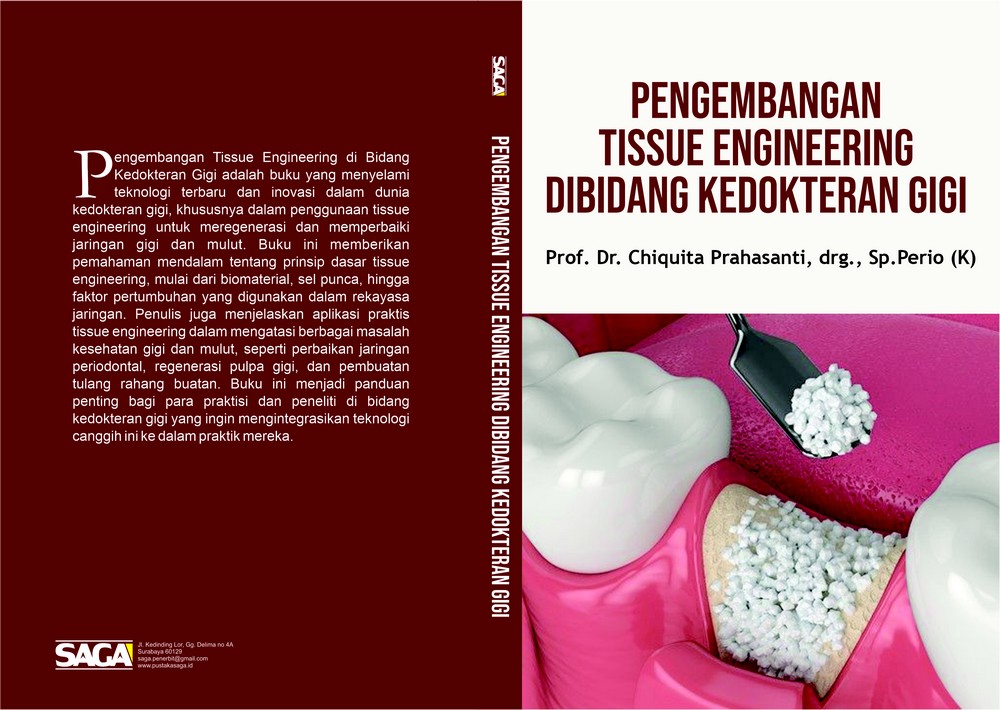 Pengembangan Tissue Engineering di Bidang
Kedokteran Gigi adalah buku yang menyelami
teknologi terbaru dan inovasi dalam dunia
kedokteran gigi, khususnya dalam penggunaan tissue
engineering untuk meregenerasi dan memperbaiki
jaringan gigi dan mulut. Buku ini memberikan
pemahaman mendalam tentang prinsip dasar tissue
engineering, mulai dari biomaterial, sel punca, hingga
faktor pertumbuhan yang digunakan dalam rekayasa
jaringan. Penulis juga menjelaskan aplikasi praktis
tissue engineering dalam mengatasi berbagai masalah
kesehatan gigi dan mulut, seperti perbaikan jaringan
periodontal, regenerasi pulpa gigi, dan pembuatan
tulang rahang buatan. Buku ini menjadi panduan
penting bagi para praktisi dan peneliti di bidang
kedokteran gigi yang ingin mengintegrasikan teknologi
canggih ini ke dalam praktik mereka.
SAGA
Jl. Kedinding Lor, Gg. Delima no 4A
Surabaya 60129
saga.penerbit@gmail.com
www.pustakasaga.id
SAGA
PENGEMBANGAN TISSUE ENGINEERING DIBIDANG KEDOKTERAN GIGI
PENGEMBANGAN
TISSUE ENGINEERING
DIBIDANG KEDOKTERAN GIGI
Prof. Dr. Chiquita Prahasanti, drg., Sp.Perio (K)